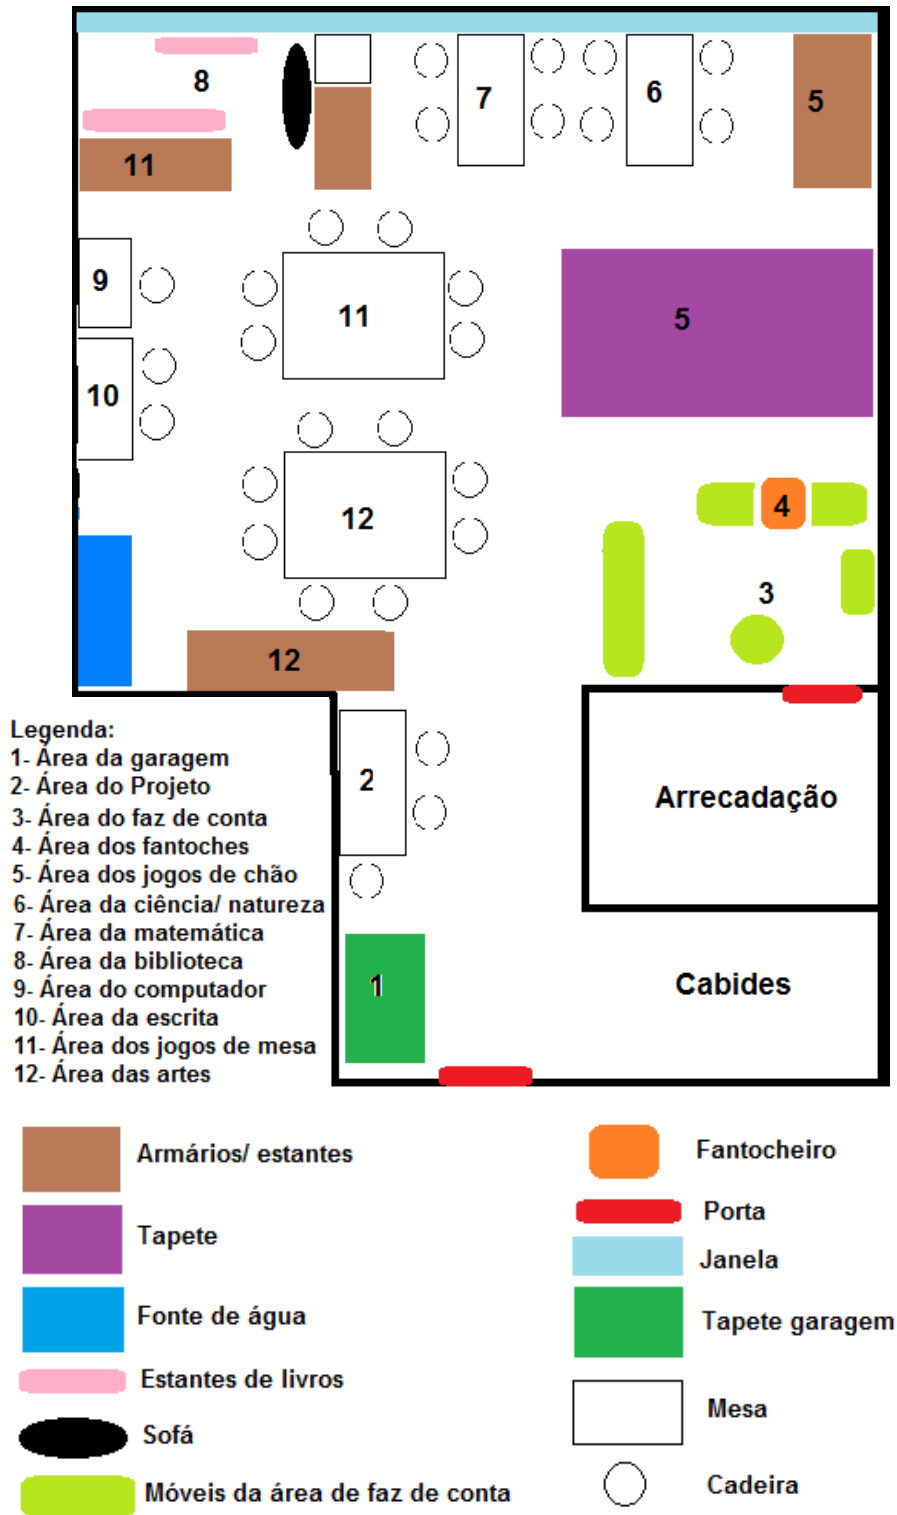 8
7
6
5
11
9
11
5
10
12
4
3
12
2
Arrecadação
1
Cabides
Legenda:
1- Área da garagem
2- Área do Projeto
3- Área do faz de conta
4- Área dos fantoches
5- Área dos jogos de chão
6- Área da ciência/ natureza
7- Área da matemática
8- Área da biblioteca
9- Área do computador
10- Área da escrita
11- Área dos jogos de mesa
12- Área das artes
Armários/ estantes
Tapete
Fonte de água
Estantes de livros
Sofá
Móveis da área de faz de conta
Fantocheiro
Porta
Janela
Tapete garagem
Mesa
Cadeira